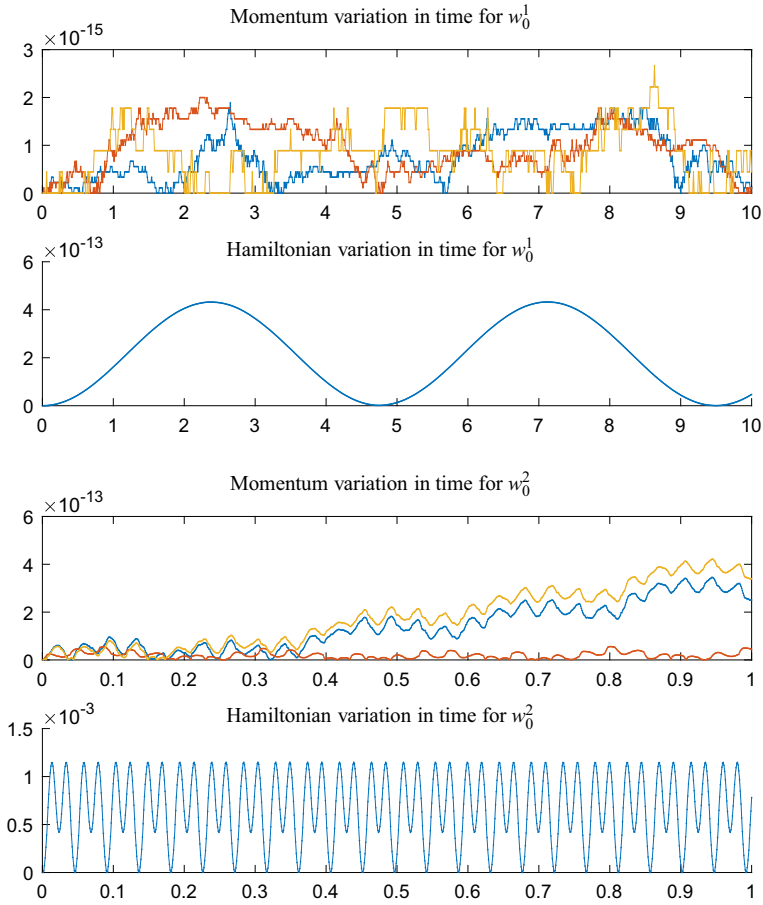 Momentum variation in time for $w_0^1$
×10⁻¹⁵
3
2
1
0
0 1 2 3 4 5 6 7 8 9 10
Hamiltonian variation in time for $w_0^1$
×10⁻¹³
6
4
2
0
0 1 2 3 4 5 6 7 8 9 10
Momentum variation in time for $w_0^2$
×10⁻¹³
6
4
2
0
0 0.1 0.2 0.3 0.4 0.5 0.6 0.7 0.8 0.9 1
Hamiltonian variation in time for $w_0^2$
×10⁻³
1.5
1
0.5
0
0 0.1 0.2 0.3 0.4 0.5 0.6 0.7 0.8 0.9 1